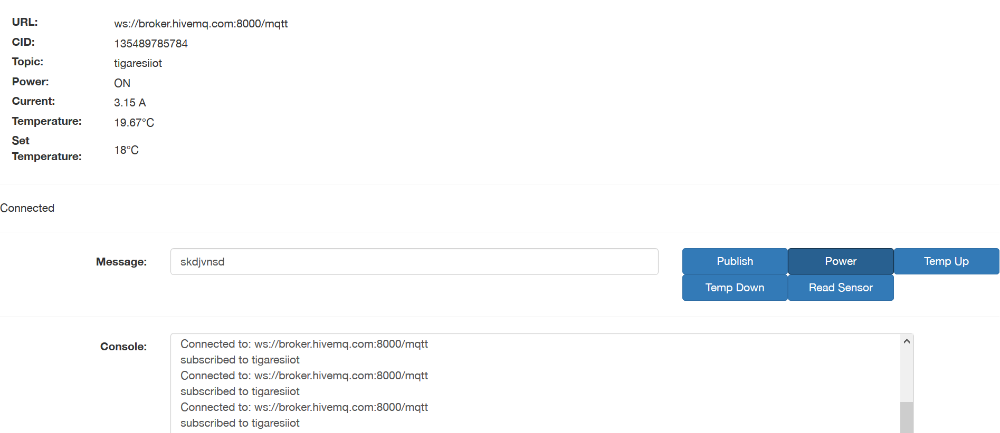 URL: ws://broker.hivemq.com:8000/mqtt
CID: 135489785784
Topic: tigaresiiot
Power: ON
Current: 3.15 A
Temperature: 19.67°C
Set
Temperature: 18°C
Connected
Message: skdjvnsd Publish Power Temp Up
Temp Down Read Sensor
Console: Connected to: ws://broker.hivemq.com:8000/mqtt
subscribed to tigaresiiot
Connected to: ws://broker.hivemq.com:8000/mqtt
subscribed to tigaresiiot
Connected to: ws://broker.hivemq.com:8000/mqtt
subscribed to tigaresiiot